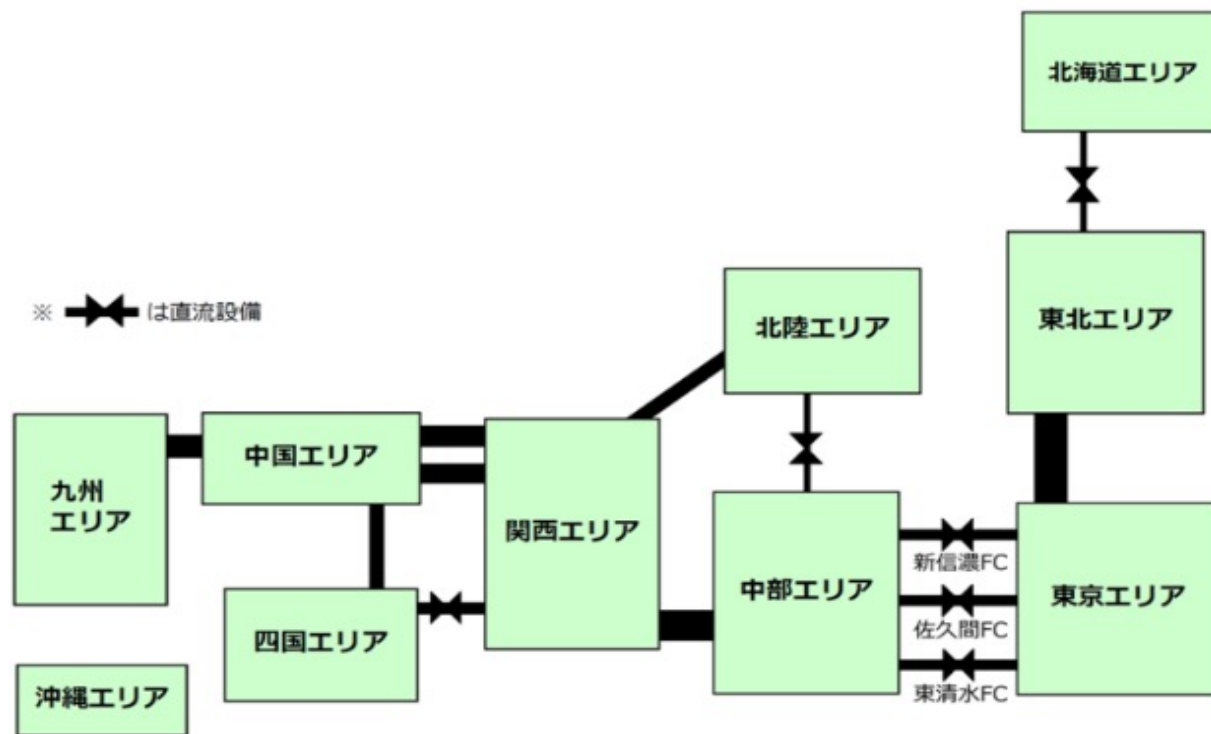 北海道エリア
東北エリア
※ は直流設備
北陸エリア
九州
エリア
中国エリア
関西エリア
四国エリア
沖縄エリア
中部エリア
新信濃FC
佐久間FC
東清水FC
東京エリア